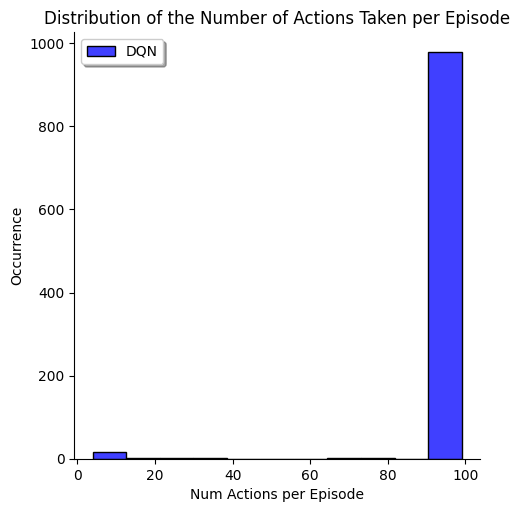 Distribution of the Number of Actions Taken per Episode
DQN
1000
800
600
400
200
0
Occurrence
0 20 40 60 80 100
Num Actions per Episode